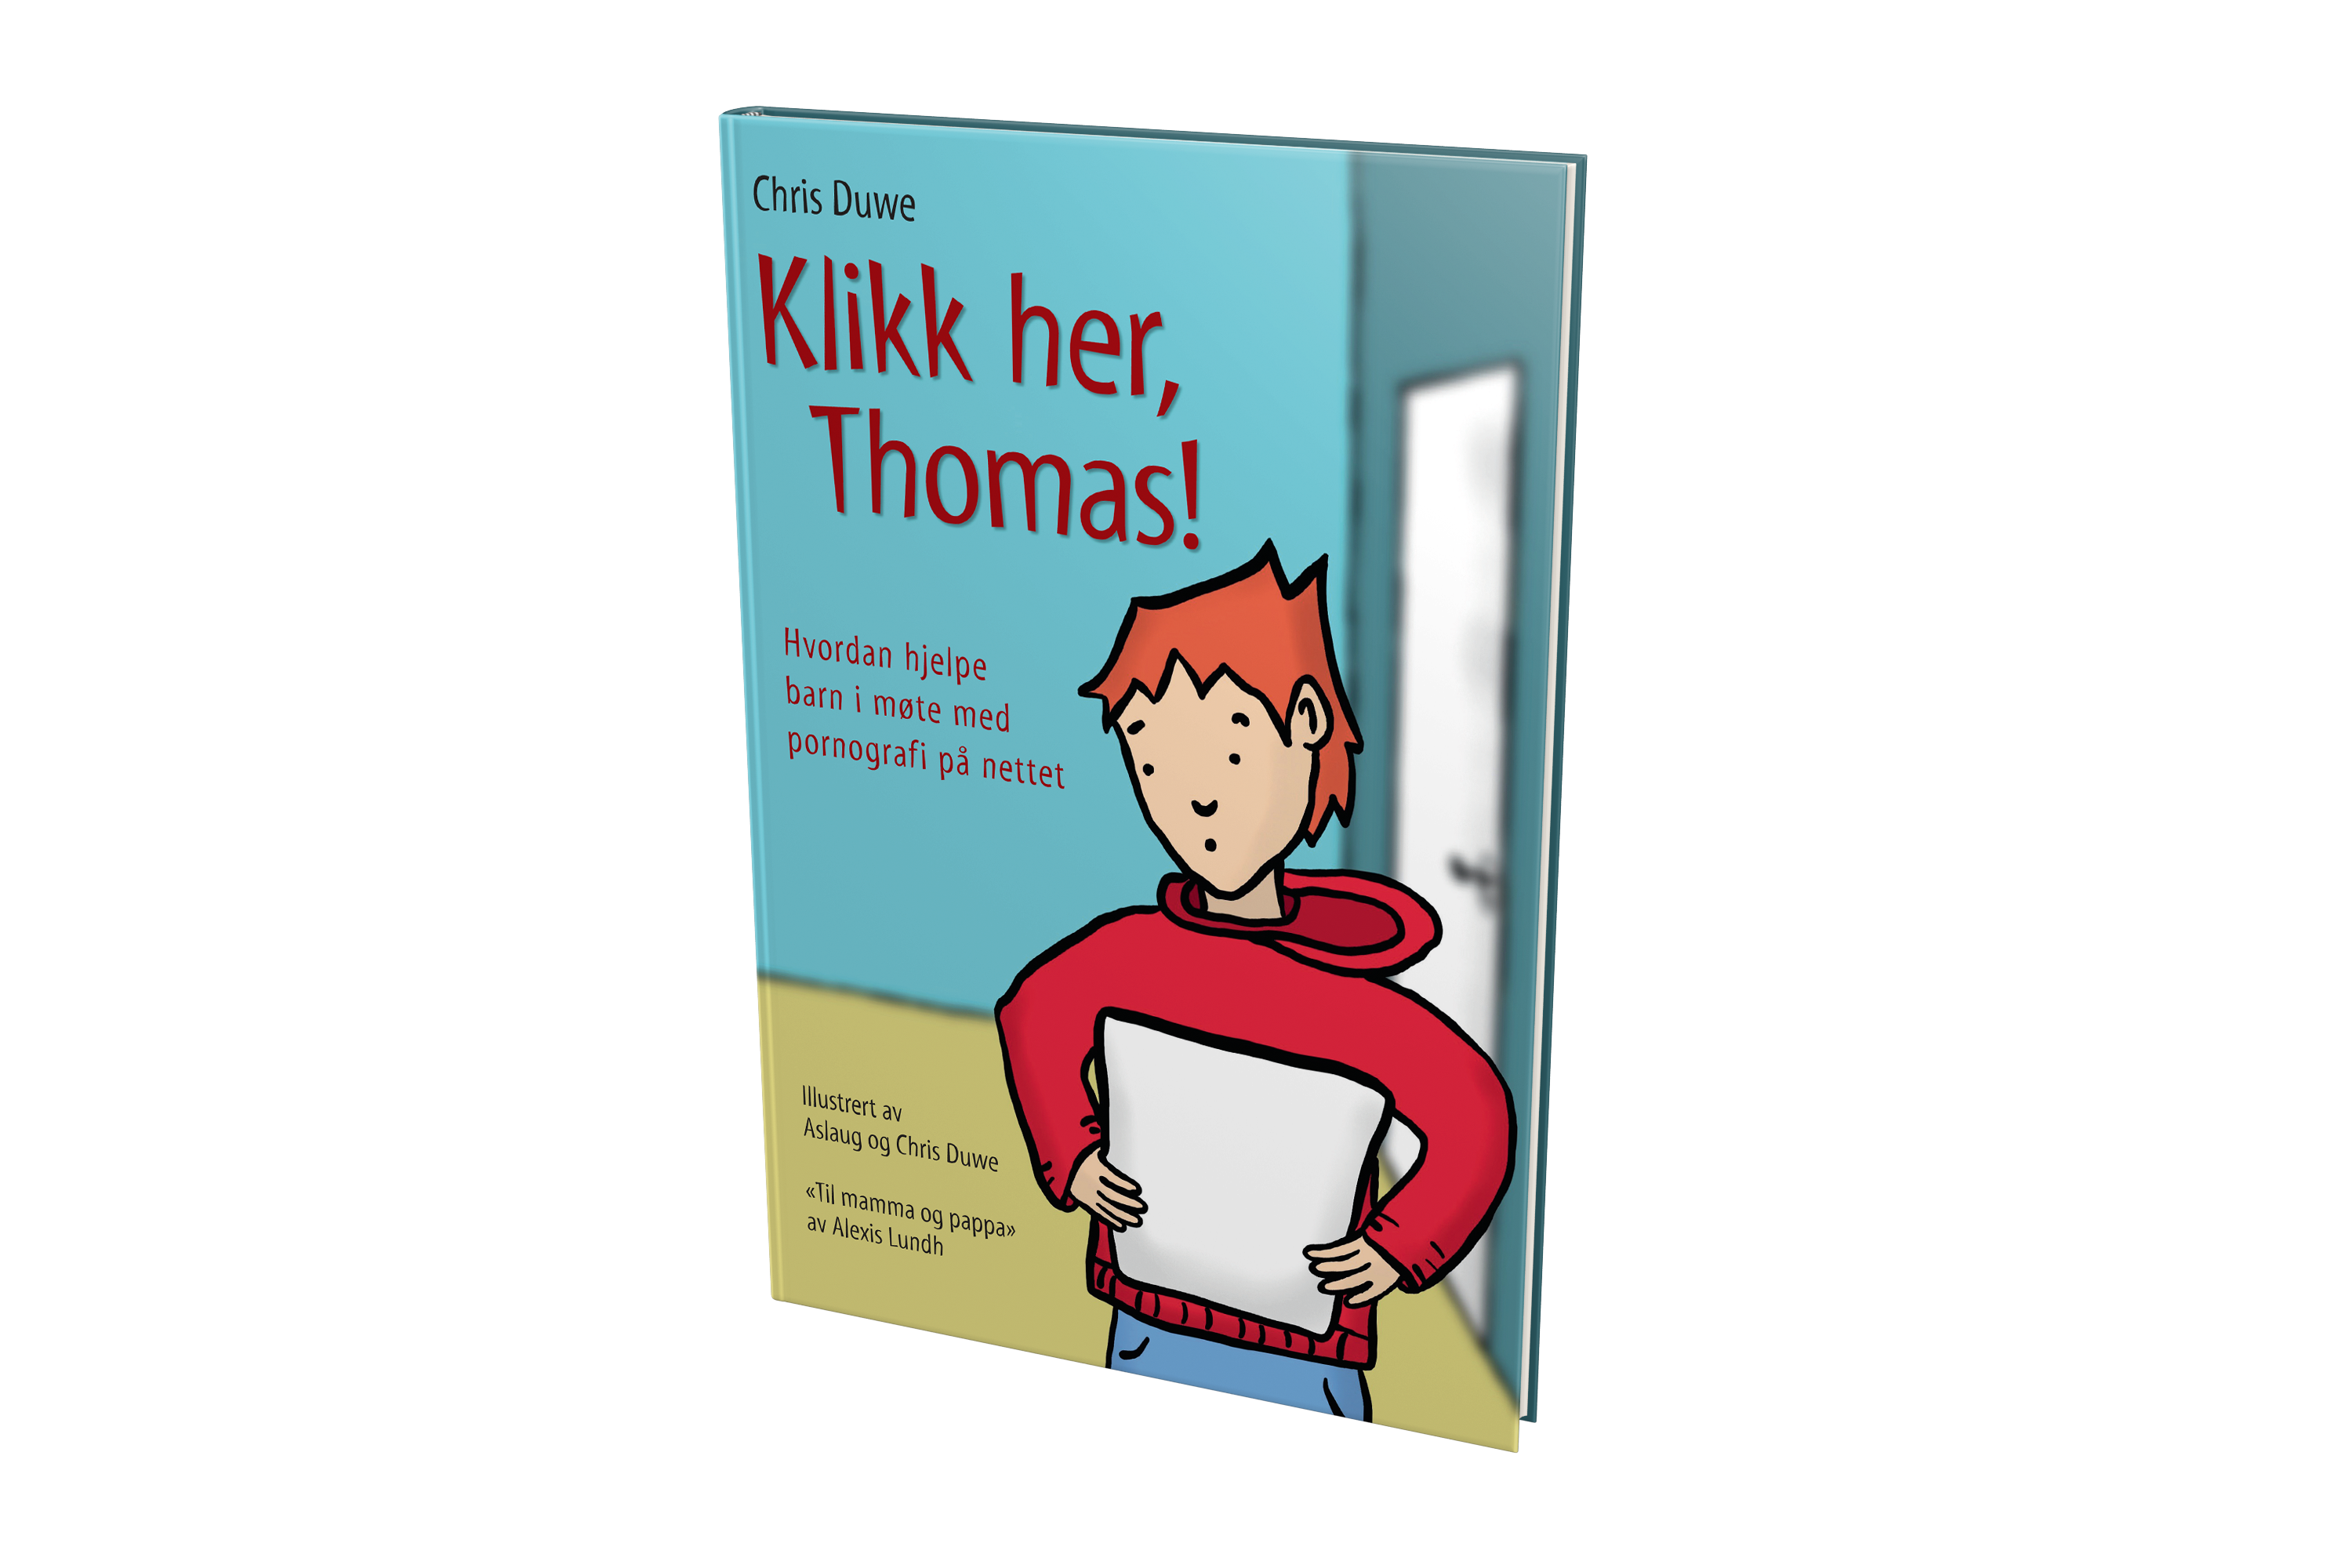 Chris Duwe
Klikk her,
Thomas!
Hvordan hjelpe
barn i møte med
pornografi på nettet
Illustrert av
Aslaug og Chris Duwe
«Til mamma og pappa»
av Alexis Lundh